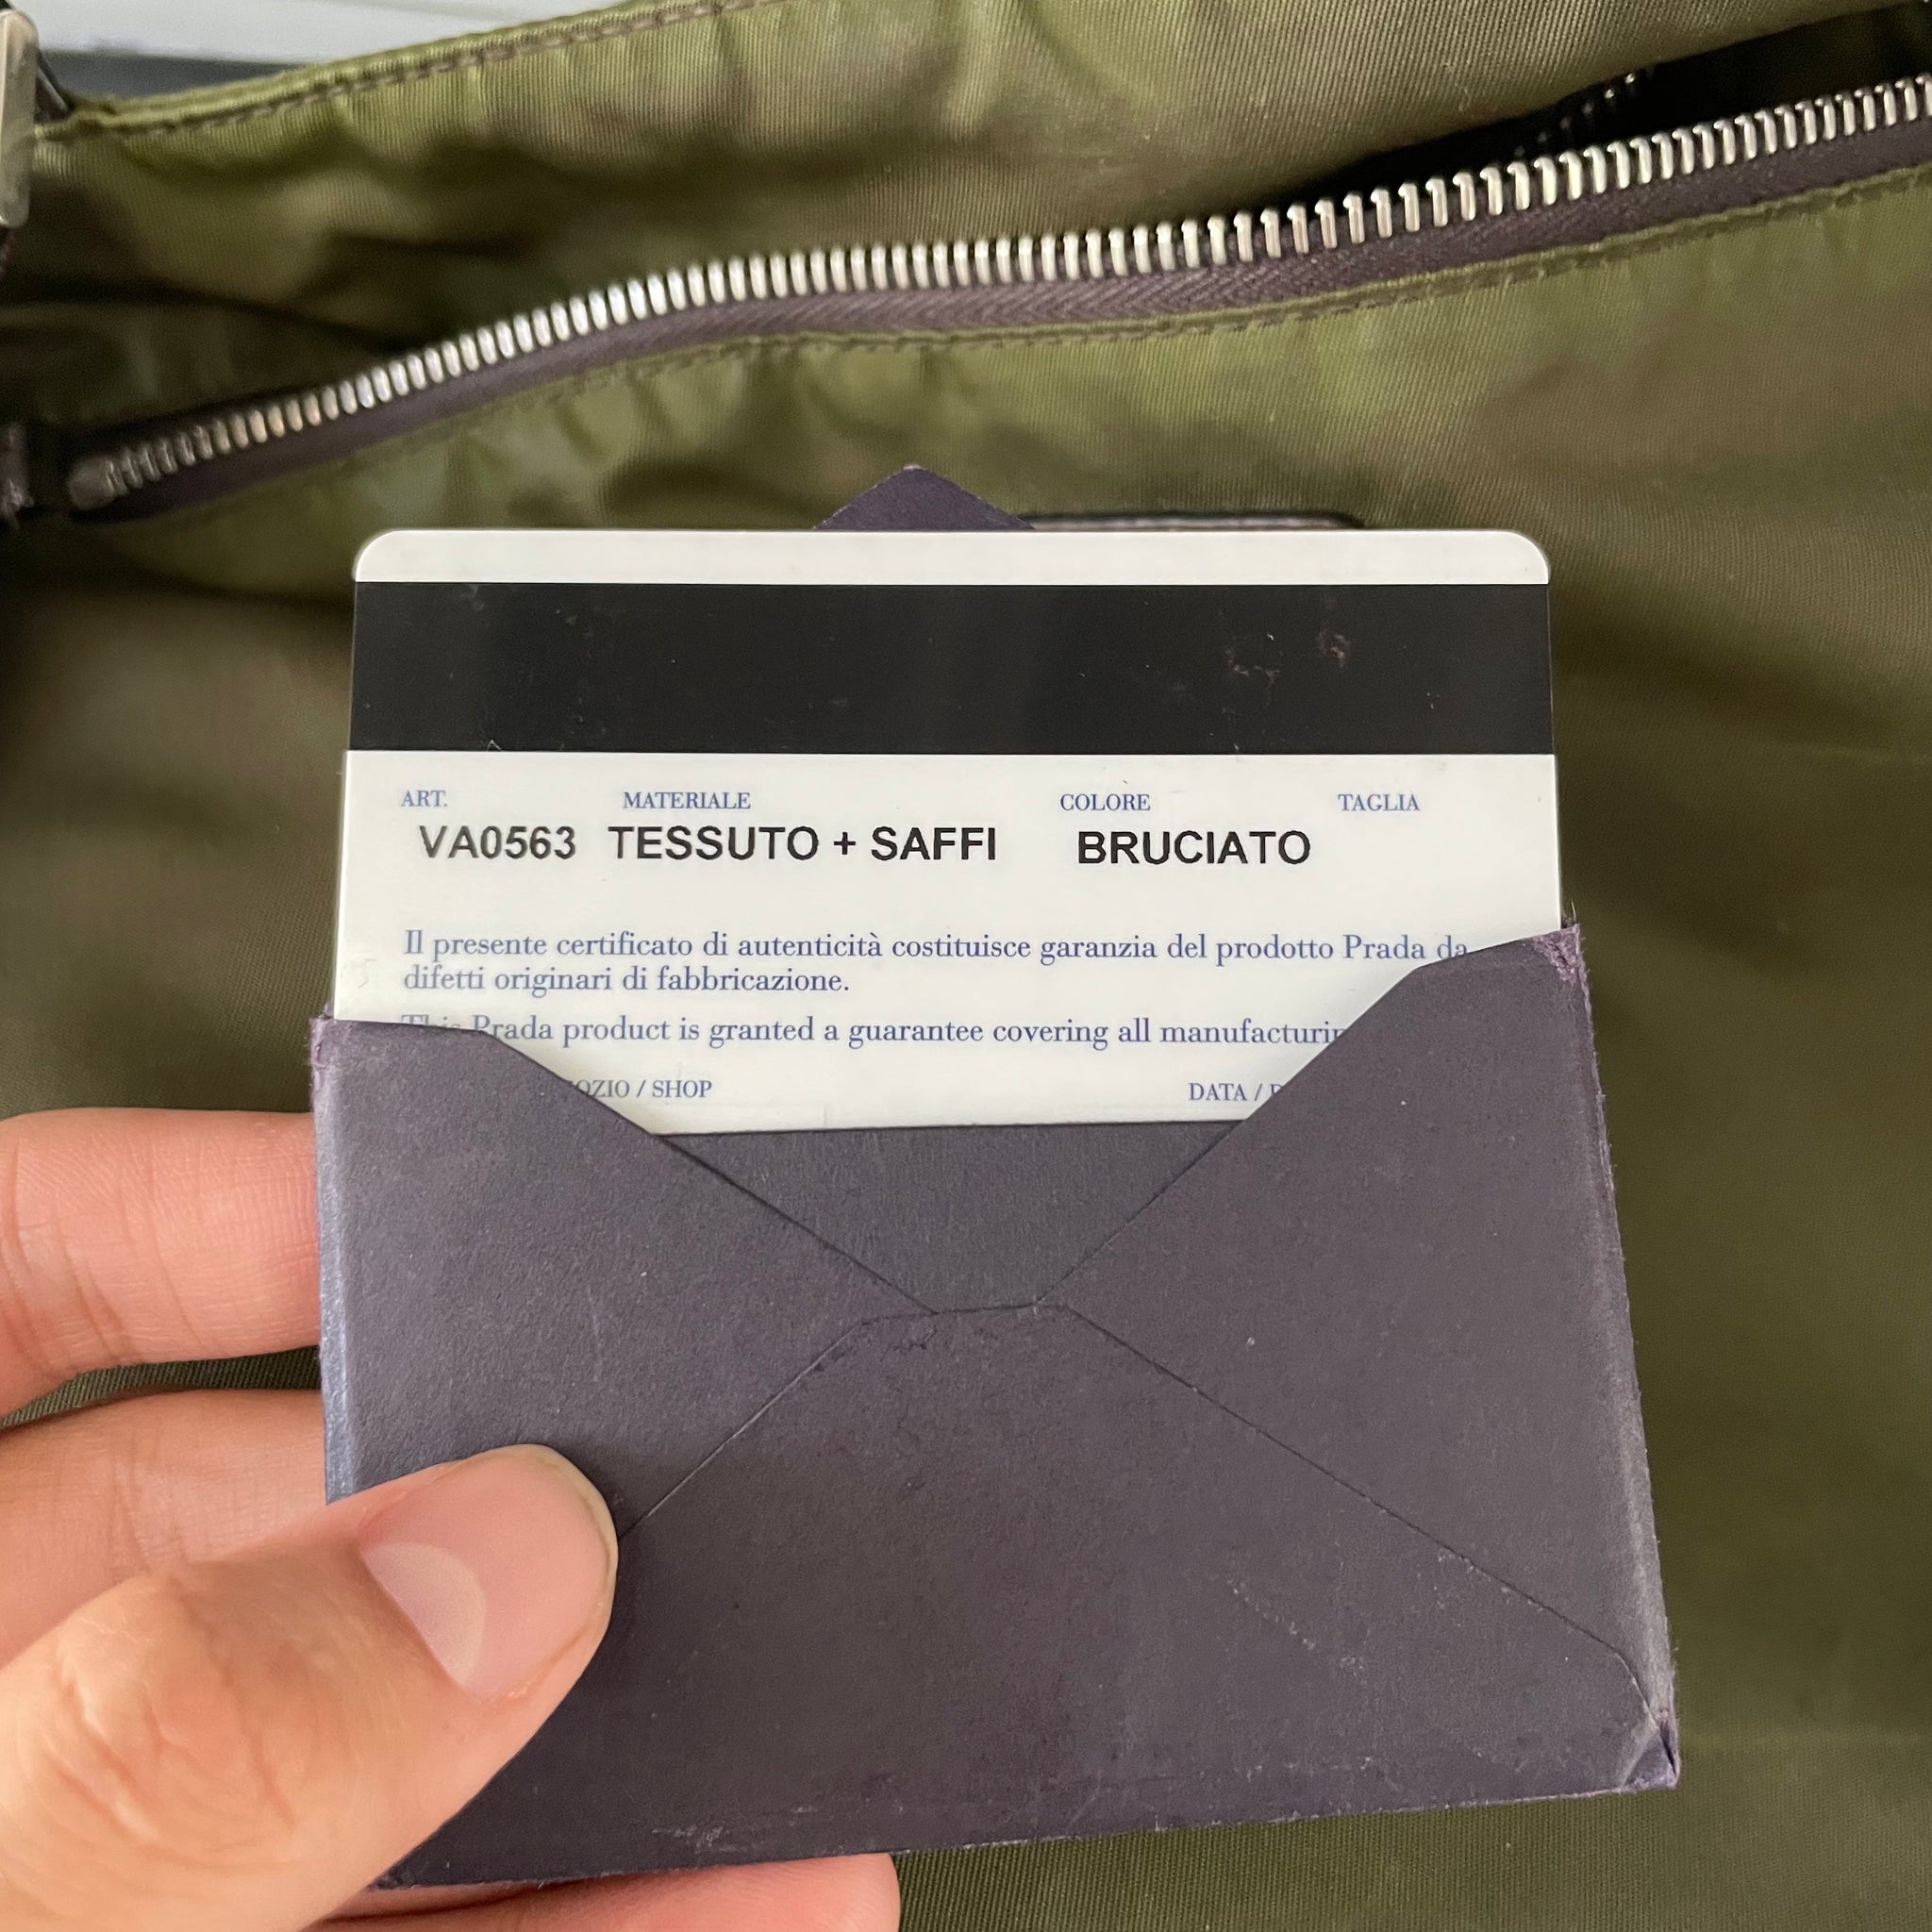 ART. MATERIALE COLORE TAGLIA
VA0563 TESSUTO + SAFFI BRUCIATO
Il presente certificato di autenticità costituisce garanzia del prodotto Prada da
difetti originari di fabbricazione.
This Prada product is granted a guarantee covering all
/ SHOP DATA /